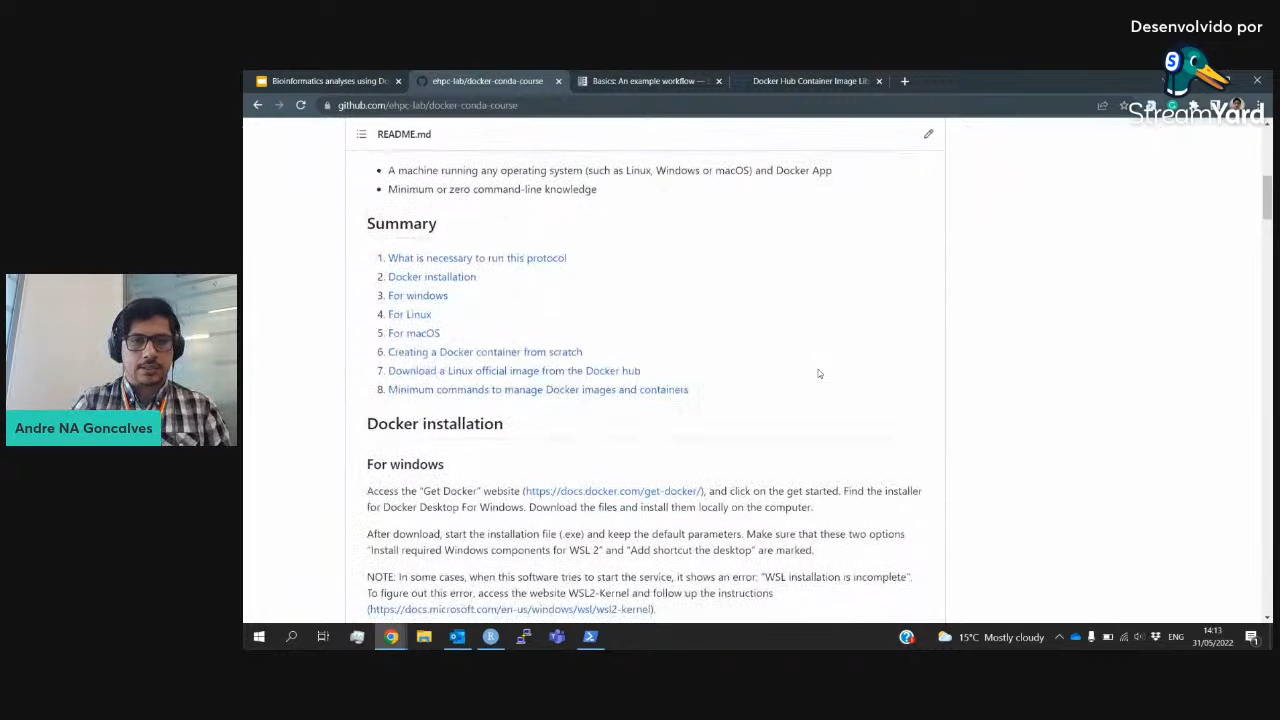 Desenvolvido por
StreamYard
Bioinformatics analyses using Do
ehpc-lab/docker-conda-course
Basics: An example workflow —
Docker Hub Container Image Lib
github.com/ehpc-lab/docker-conda-course
README.md
A machine running any operating system (such as Linux, Windows or macOS) and Docker App
Minimum or zero command-line knowledge
Summary
1. What is necessary to run this protocol
2. Docker installation
3. For windows
4. For Linux
5. For macOS
6. Creating a Docker container from scratch
7. Download a Linux official image from the Docker hub
8. Minimum commands to manage Docker images and containers
Docker installation
For windows
Access the "Get Docker" website (https://docs.docker.com/get-docker/), and click on the get started. Find the installer
for Docker Desktop For Windows. Download the files and install them locally on the computer.
After download, start the installation file (.exe) and keep the default parameters. Make sure that these two options
"Install required Windows components for WSL 2" and "Add shortcut the desktop" are marked.
NOTE: In some cases, when this software tries to start the service, it shows an error: "WSL installation is incomplete".
To figure out this error, access the website WSL2-Kernel and follow up the instructions
(https://docs.microsoft.com/en-us/windows/wsl/wsl2-kernel).
Andre NA Goncalves
15°C Mostly cloudy
ENG
14:13
31/05/2022